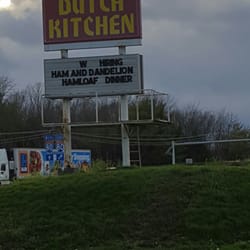 DUTCH
KITCHEN
W HIRING
HAM AND DANDELION
HAMLOAF DINNER